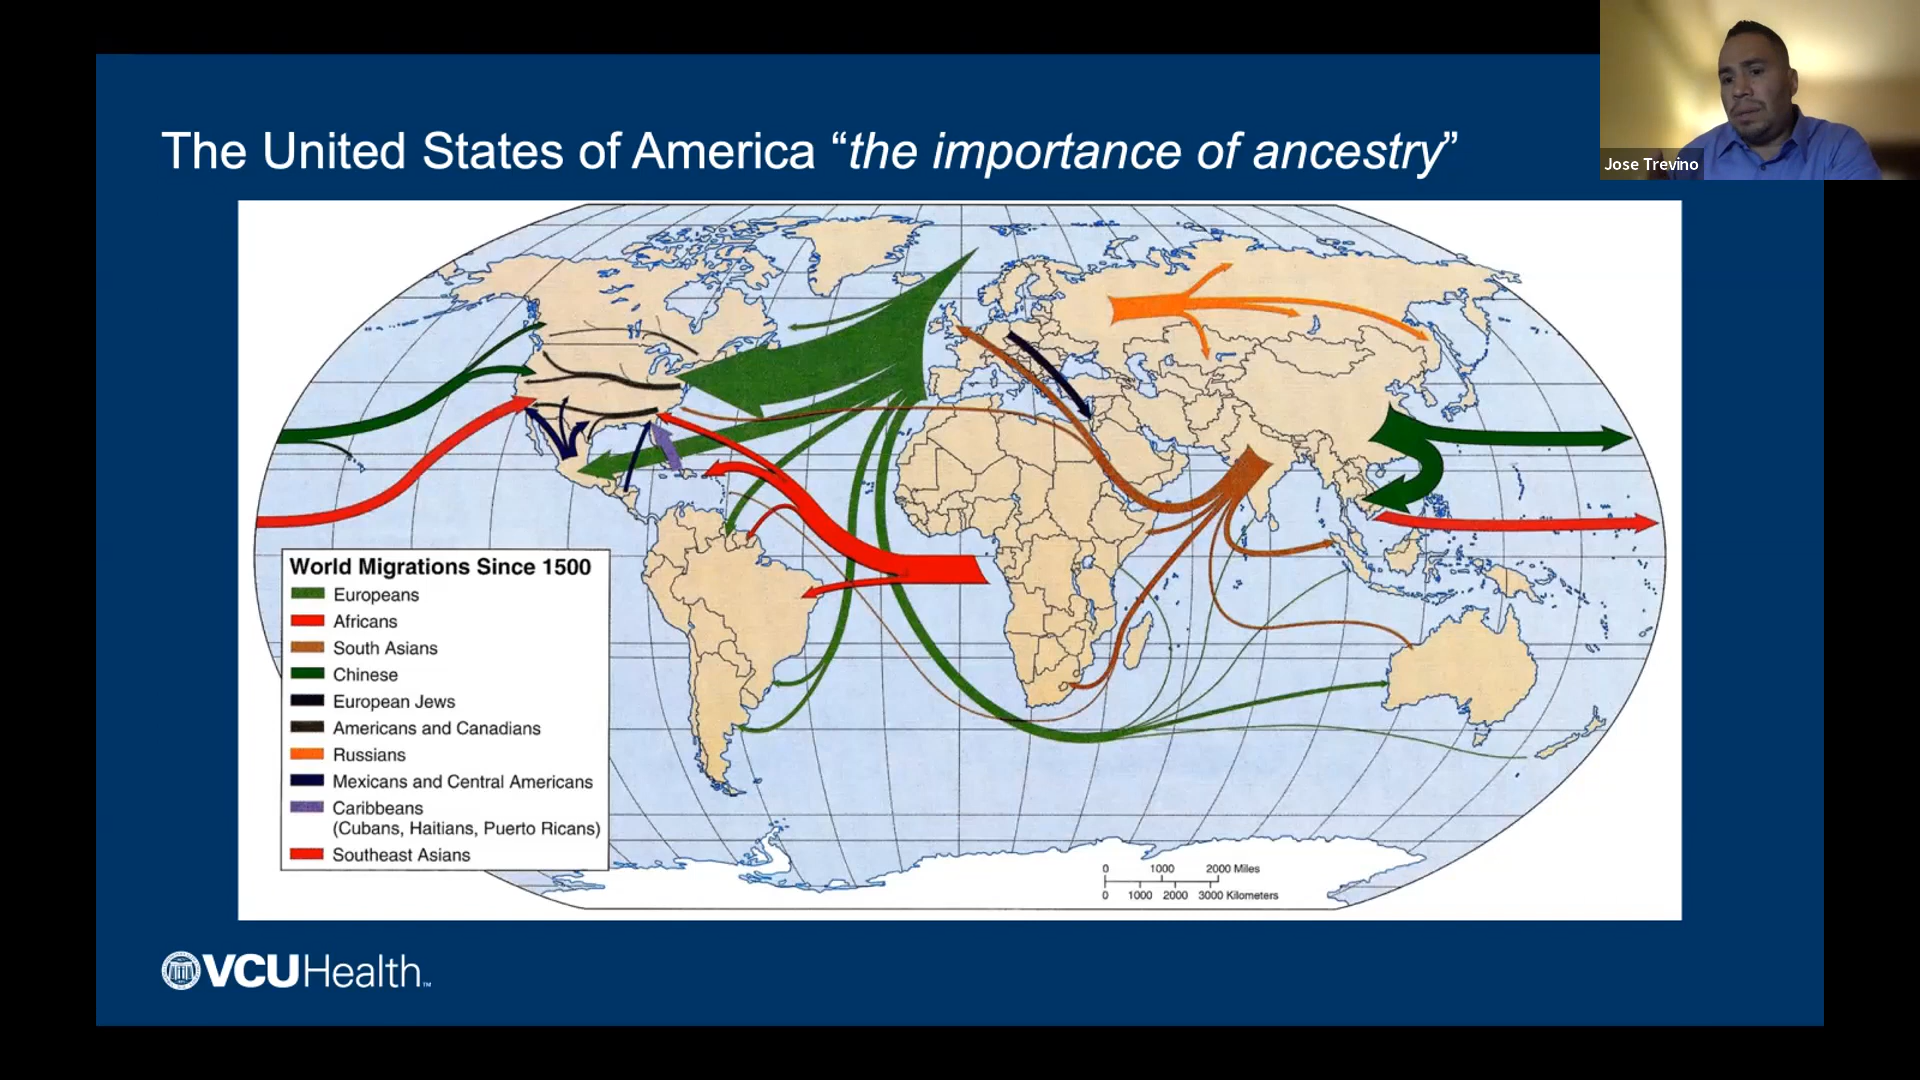 Jose Trevino
The United States of America “the importance of ancestry”
World Migrations Since 1500
Europeans
Africans
South Asians
Chinese
European Jews
Americans and Canadians
Russians
Mexicans and Central Americans
Caribbeans
(Cubans, Haitians, Puerto Ricans)
Southeast Asians
0 1000 2000 Miles
0 1000 2000 3000 Kilometers
VCUHealth™